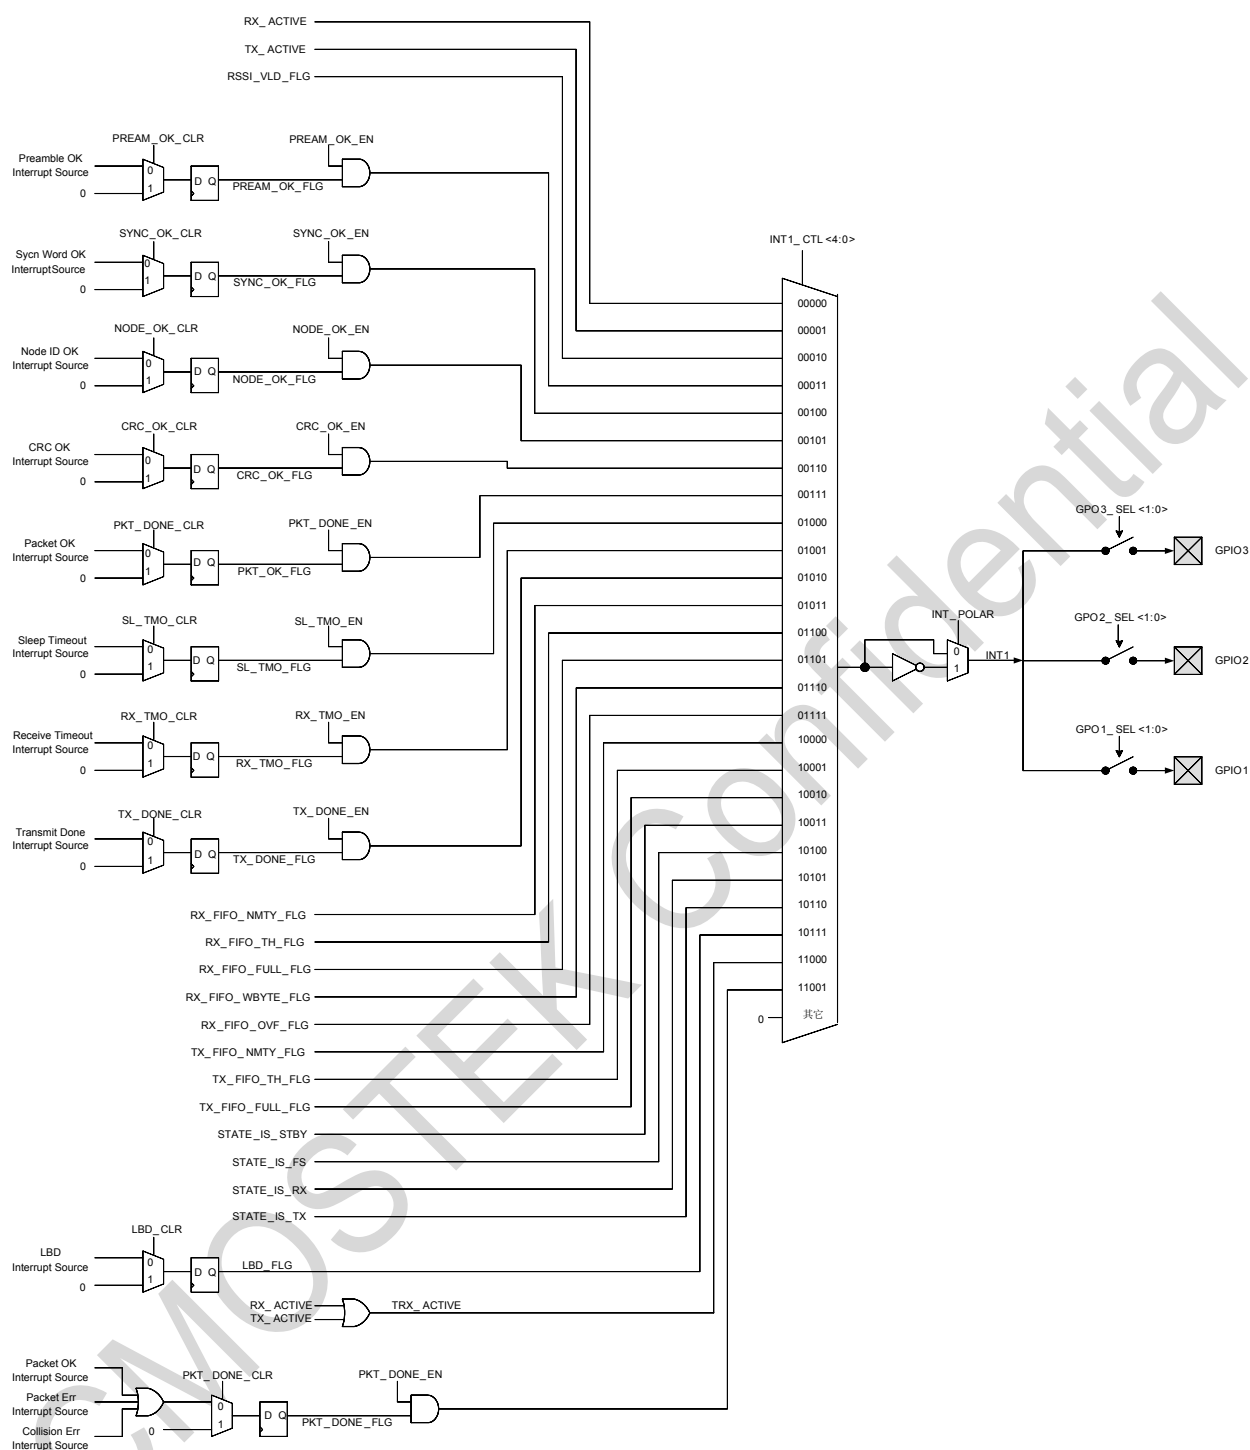 RX_ACTIVE
TX_ACTIVE
RSSI_VLD_FLG
PREAM_OK_CLR
PREAM_OK_EN
Preamble OK
Interrupt Source
0
1
D Q
0
PREAM_OK_FLG
SYNC_OK_CLR
SYNC_OK_EN
INT1_CTL<4:0>
Sycn Word OK
InterruptSource
0
1
D Q
0
SYNC_OK_FLG
NODE_OK_CLR
NODE_OK_EN
Node ID OK
Interrupt Source
0
1
D Q
0
NODE_OK_FLG
CRC_OK_CLR
CRC_OK_EN
CRC OK
Interrupt Source
0
1
D Q
0
CRC_OK_FLG
PKT_DONE_CLR
PKT_DONE_EN
Packet OK
Interrupt Source
0
1
D Q
0
PKT_OK_FLG
SL_TMO_CLR
SL_TMO_EN
Sleep Timeout
Interrupt Source
0
1
D Q
0
SL_TMO_FLG
RX_TMO_CLR
RX_TMO_EN
Receive Timeout
Interrupt Source
0
1
D Q
0
RX_TMO_FLG
TX_DONE_CLR
TX_DONE_EN
Transmit Done
Interrupt Source
0
1
D Q
0
TX_DONE_FLG
RX_FIFO_NMTY_FLG
RX_FIFO_TH_FLG
RX_FIFO_FULL_FLG
RX_FIFO_WBYTE_FLG
RX_FIFO_OVF_FLG
TX_FIFO_NMTY_FLG
TX_FIFO_TH_FLG
TX_FIFO_FULL_FLG
STATE_IS_STBY
STATE_IS_FS
STATE_IS_RX
STATE_IS_TX
LBD_CLR
LBD
Interrupt Source
0
1
D Q
0
LBD_FLG
RX_ACTIVE
TX_ACTIVE
TRX_ACTIVE
Packet OK
Interrupt Source
Packet Err
Interrupt Source
Collision Err
Interrupt Source
PKT_DONE_CLR
PKT_DONE_EN
0
1
0
D Q
PKT_DONE_FLG
00000
00001
00010
00011
00100
00101
00110
00111
01000
01001
01010
01011
01100
01101
01110
01111
10000
10001
10010
10011
10100
10101
10110
10111
11000
11001
0
其它
INT_POLAR
0
1
INT1
GPO3_SEL<1:0>
GPIO3
GPO2_SEL<1:0>
GPIO2
GPO1_SEL<1:0>
GPIO1
CMOSTEK Confidential